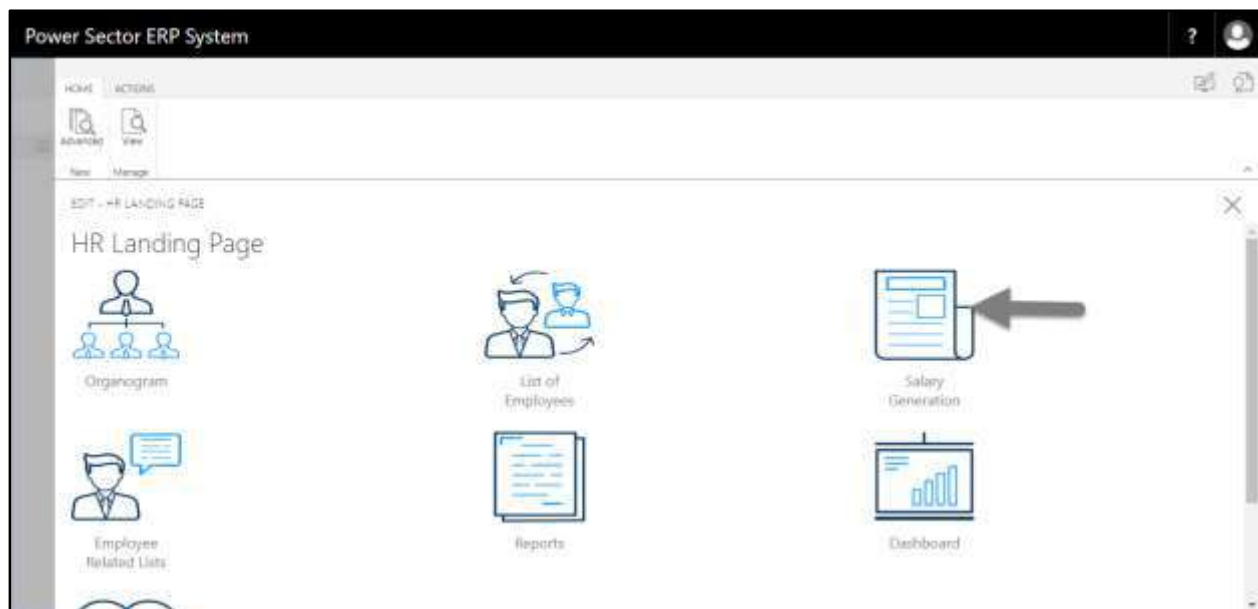 Power Sector ERP System
?
HOME ACTIONS
Advanced View
New Manage
EDIT - HR LANDING PAGE
HR Landing Page
Organogram
List of
Employees
Salary
Generation
Employee
Related Lists
Reports
Dashboard